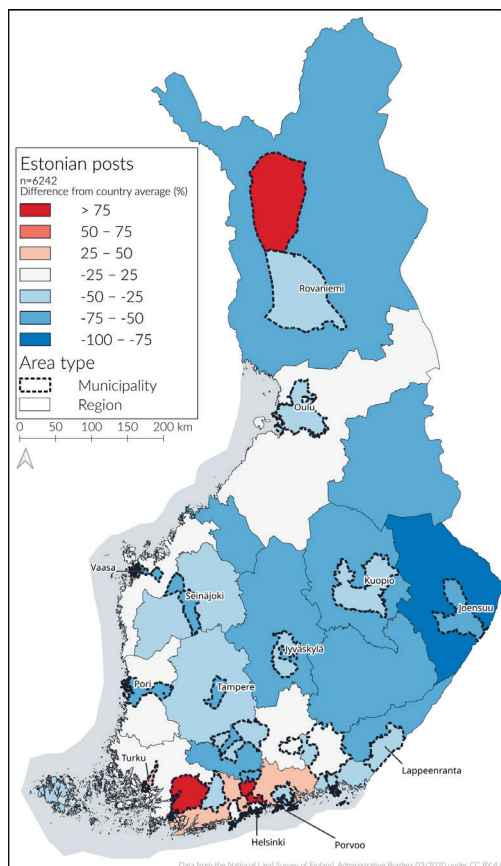 Estonian posts
n=6242
Difference from country average (%)
> 75
50 – 75
25 – 50
-25 – 25
-50 – -25
-75 – -50
-100 – -75
Area type
Municipality
Region
0 50 100 150 200 km
Rovaniemi
Oulu
Vaasa
Seinäjoki
Kuopio
Joensuu
Jyväskylä
Pori
Tampere
Turku
Lappeenranta
Helsinki
Porvoo
Data from the National Land Survey of Finland, Administrative Borders 03/2020 under CC BY 4.0